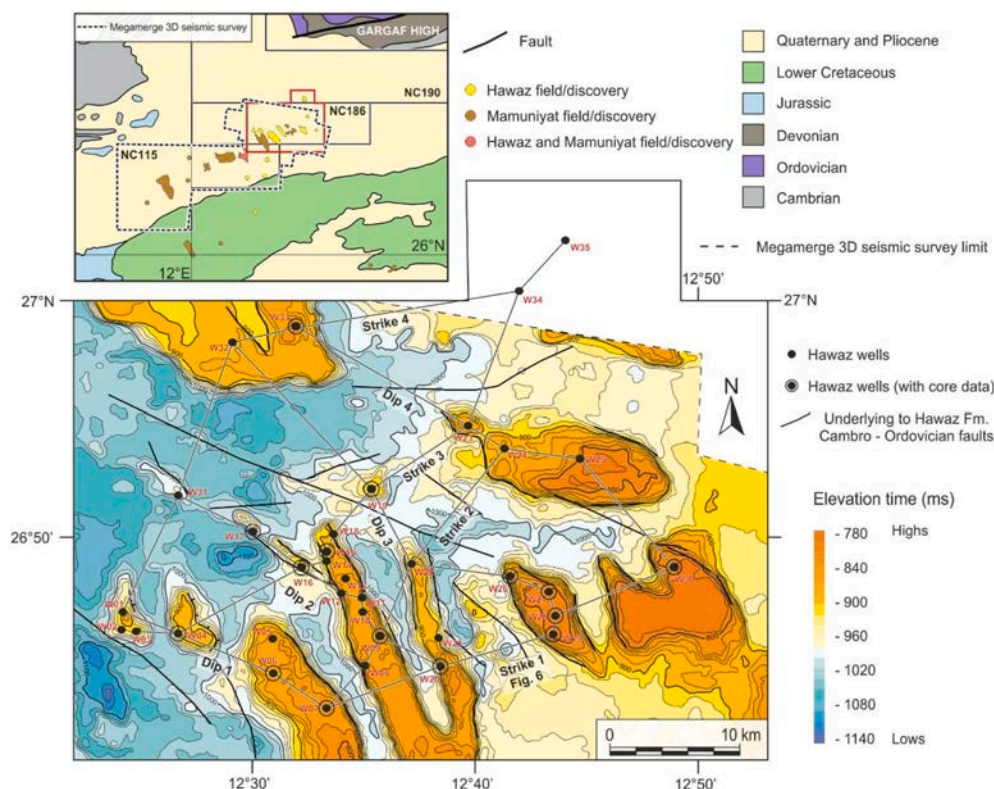 Megamerge 3D seismic survey
GARGAF HIGH
NC190
NC186
NC115
26°N
12°E
Fault
Hawaz field/discovery
Mamuniyat field/discovery
Hawaz and Mamuniyat field/discovery
Quaternary and Pliocene
Lower Cretaceous
Jurassic
Devonian
Ordovician
Cambrian
Megamerge 3D seismic survey limit
12°50'
27°N
27°N
W35
W34
W33
Strike 4
W32
Dip 4
Strike 3
W31
W19
Dip 3
Strike 2
26°50'
W17
W18
W16
Dip 2
W04
Dip 1
W07
Strike 1
Fig. 6
N
Hawaz wells
Hawaz wells (with core data)
Underlying to Hawaz Fm.
Cambro - Ordovician faults
Elevation time (ms)
- 780
Highs
- 840
- 900
- 960
- 1020
- 1080
- 1140
Lows
0
10 km
12°30'
12°40'
12°50'